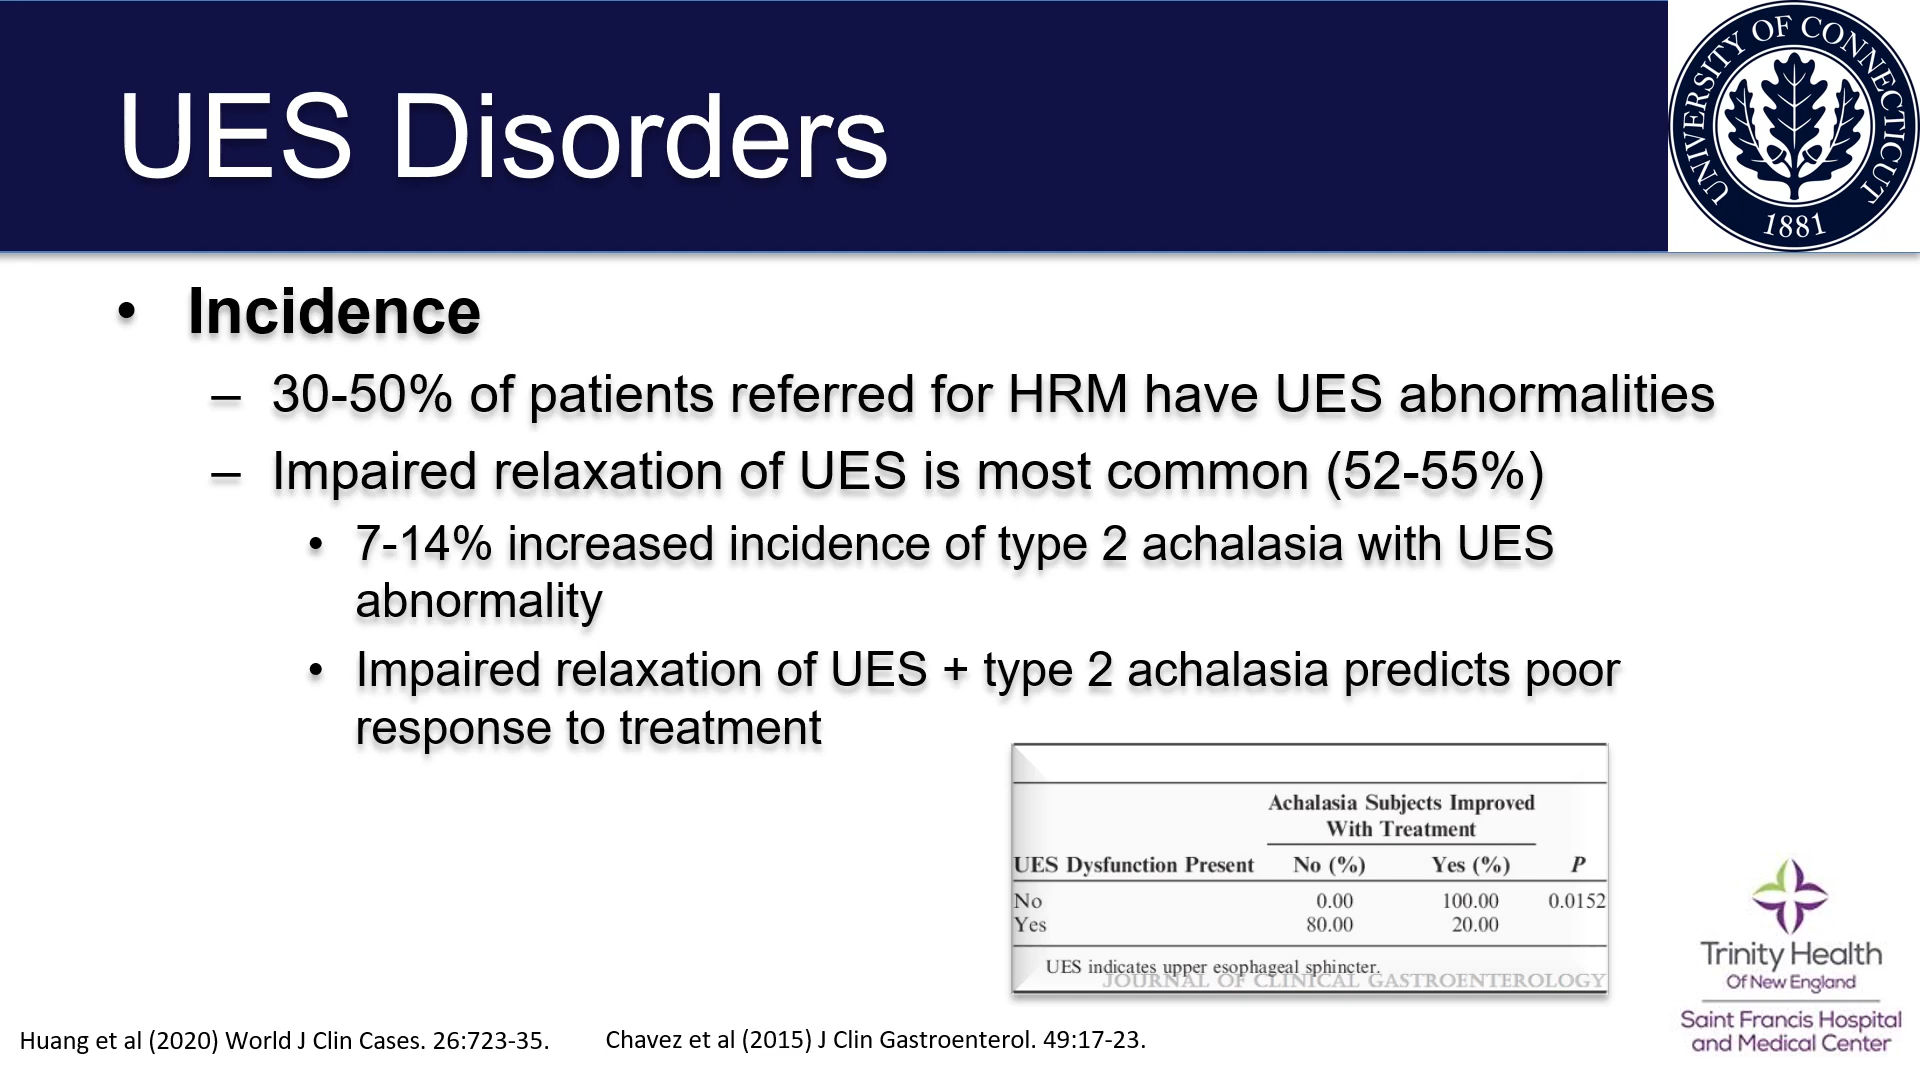 UES Disorders
UNIVERSITY OF CONNECTICUT
1881
• Incidence
– 30-50% of patients referred for HRM have UES abnormalities
– Impaired relaxation of UES is most common (52-55%)
• 7-14% increased incidence of type 2 achalasia with UES
abnormality
• Impaired relaxation of UES + type 2 achalasia predicts poor
response to treatment
Achalasia Subjects Improved
With Treatment
UES Dysfunction Present No (%) Yes (%) P
No 0.00 100.00 0.0152
Yes 80.00 20.00
UES indicates upper esophageal sphincter.
JOURNAL OF CLINICAL GASTROENTEROLOGY
Trinity Health
Of New England
Saint Francis Hospital
and Medical Center
Huang et al (2020) World J Clin Cases. 26:723-35.
Chavez et al (2015) J Clin Gastroenterol. 49:17-23.